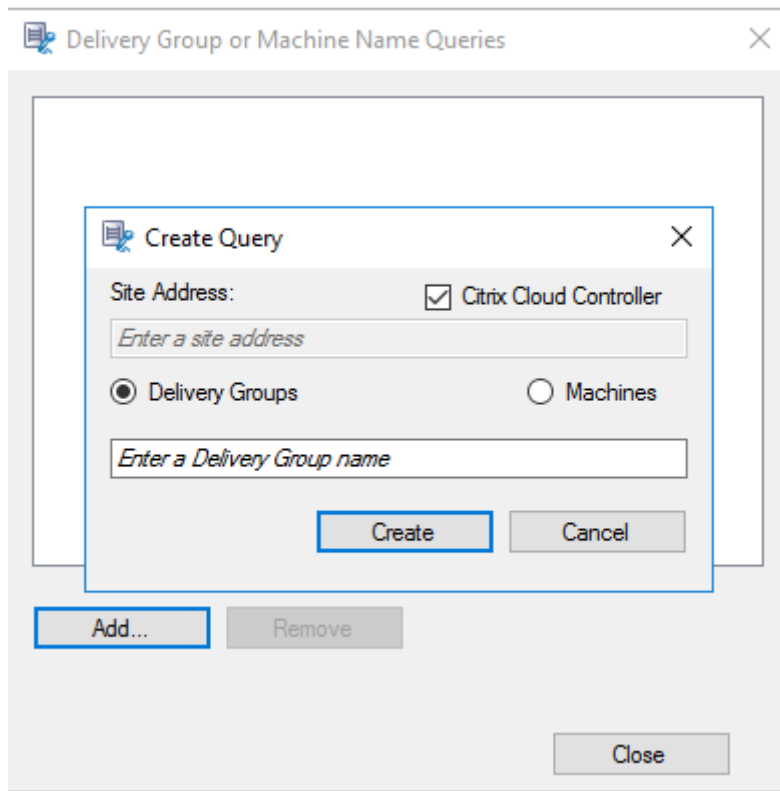 Delivery Group or Machine Name Queries
Create Query
Site Address: Citrix Cloud Controller
Enter a site address
Delivery Groups Machines
Enter a Delivery Group name
Create Cancel
Add... Remove
Close